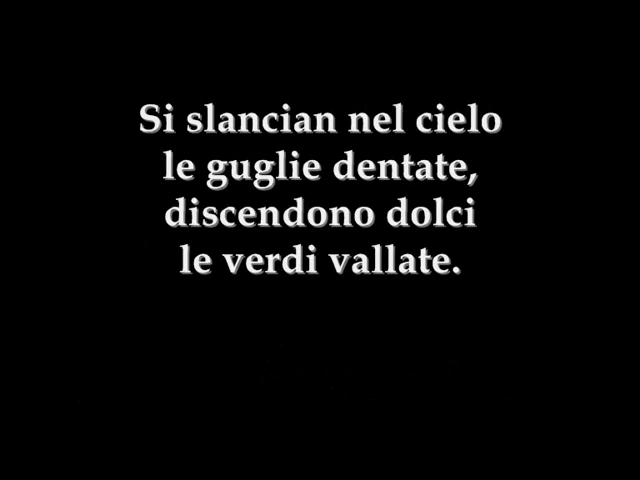 Si slancian nel cielo
le guglie dentate,
discendono dolci
le verdi vallate.